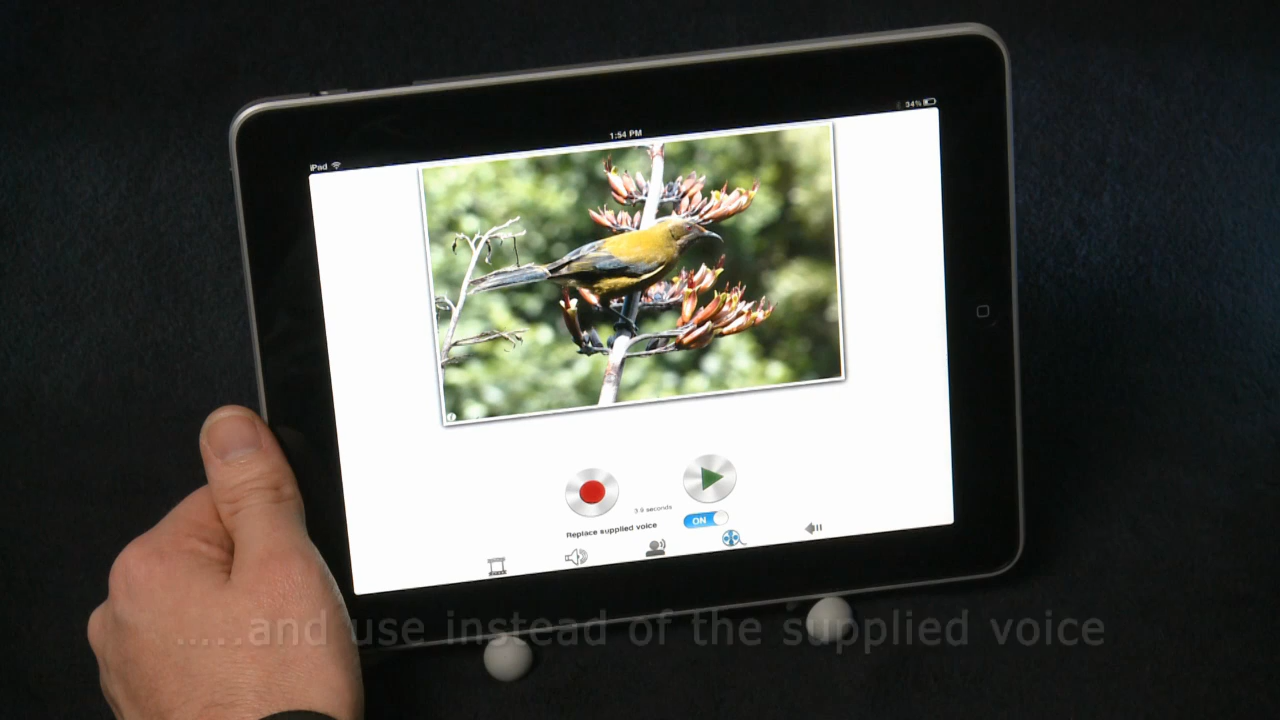 1:54 PM
34%
iPad
3.9 seconds
Replace supplied voice
ON
.....and use instead of the supplied voice